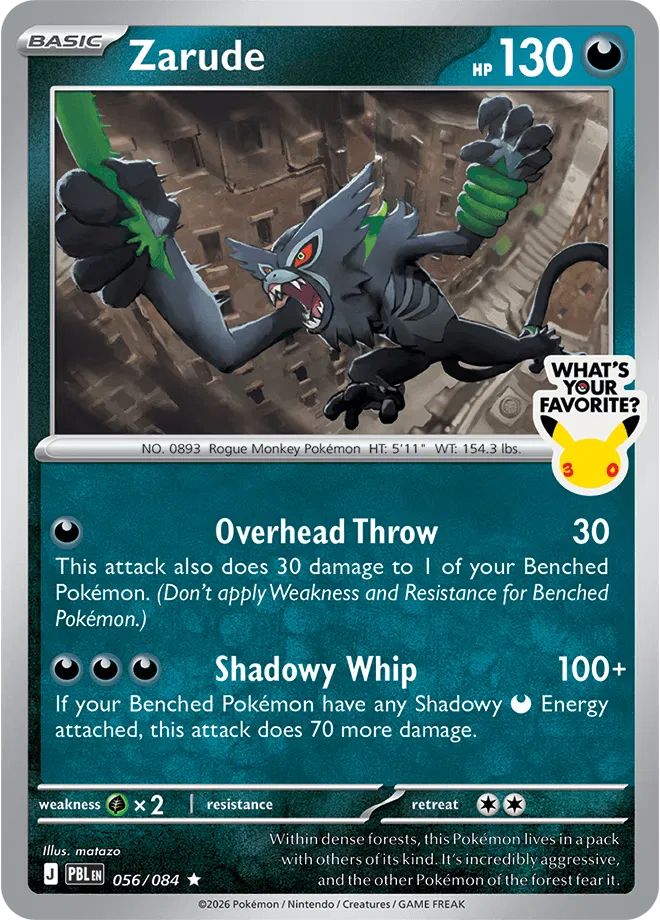 BASIC
Zarude
HP 130
WHAT'S
YOUR
FAVORITE?
30
NO. 0893 Rogue Monkey Pokémon HT: 5'11" WT: 154.3 lbs.
Overhead Throw 30
This attack also does 30 damage to 1 of your Benched
Pokémon. (Don't apply Weakness and Resistance for Benched
Pokémon.)
Shadowy Whip 100+
If your Benched Pokémon have any Shadowy Energy
attached, this attack does 70 more damage.
weakness ×2 resistance retreat
Illus. matazo
Within dense forests, this Pokémon lives in a pack
with others of its kind. It's incredibly aggressive,
and the other Pokémon of the forest fear it.
J PBL EN 056/084 ★
©2026 Pokémon / Nintendo / Creatures / GAME FREAK